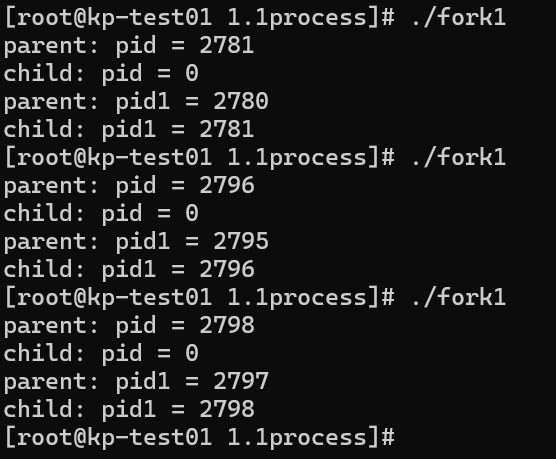 [root@kp-test01 1.1process]# ./fork1
parent: pid = 2781
child: pid = 0
parent: pid1 = 2780
child: pid1 = 2781
[root@kp-test01 1.1process]# ./fork1
parent: pid = 2796
child: pid = 0
parent: pid1 = 2795
child: pid1 = 2796
[root@kp-test01 1.1process]# ./fork1
parent: pid = 2798
child: pid = 0
parent: pid1 = 2797
child: pid1 = 2798
[root@kp-test01 1.1process]#